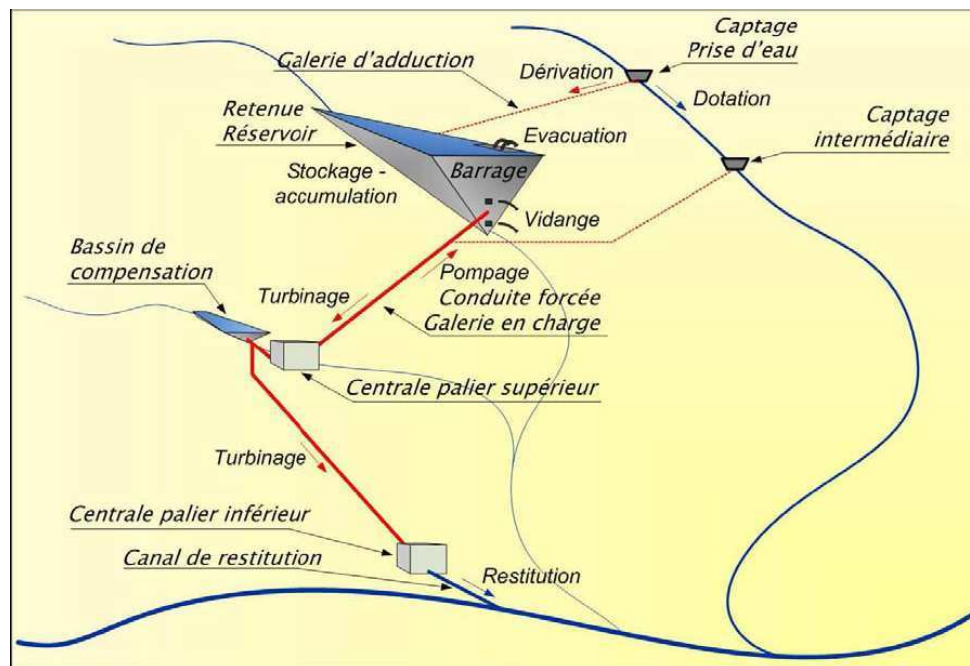 Captage
Prise d'eau
Galerie d'adduction
Dérivation
Dotation
Retenue
Réservoir
Evacuation
Captage
intermédiaire
Barrage
Stockage -
accumulation
Vidange
Bassin de
compensation
Pompage
Turbinage
Conduite forcée
Galerie en charge
Centrale palier supérieur
Turbinage
Centrale palier inférieur
Canal de restitution
Restitution